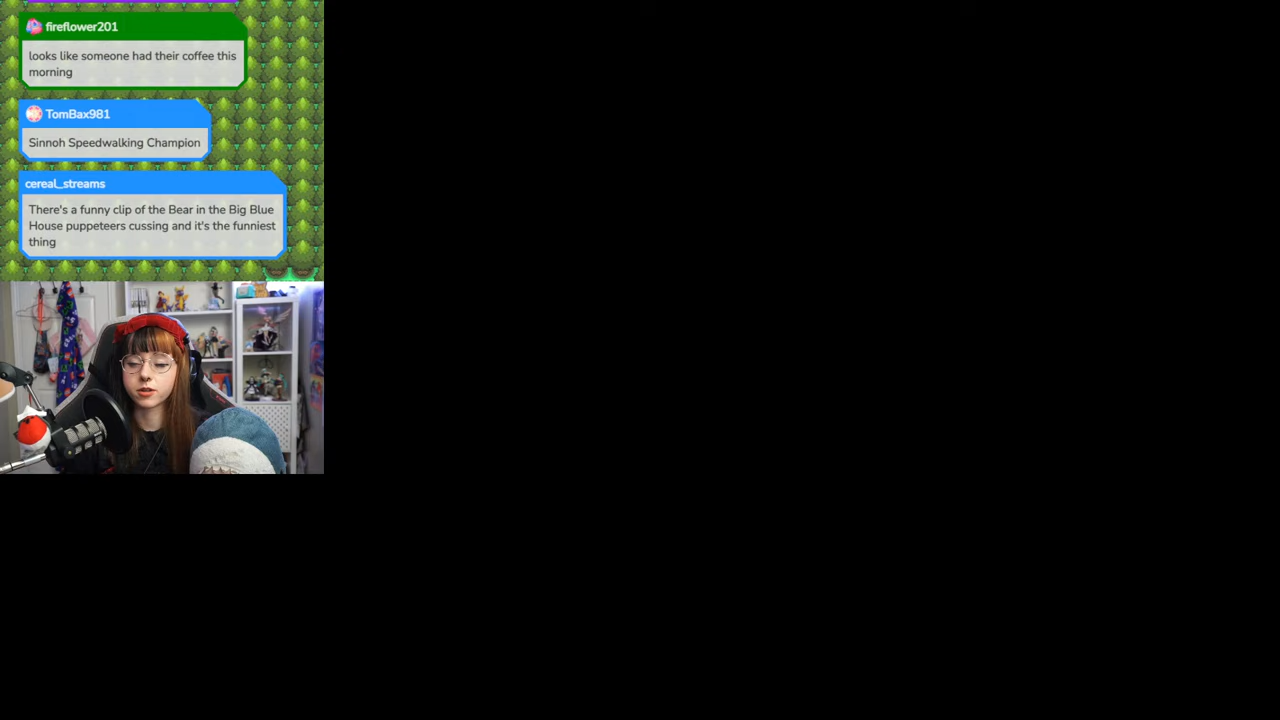 fireflower201
looks like someone had their coffee this
morning
TomBax981
Sinnoh Speedwalking Champion
cereal_streams
There's a funny clip of the Bear in the Big Blue
House puppeteers cussing and it's the funniest
thing